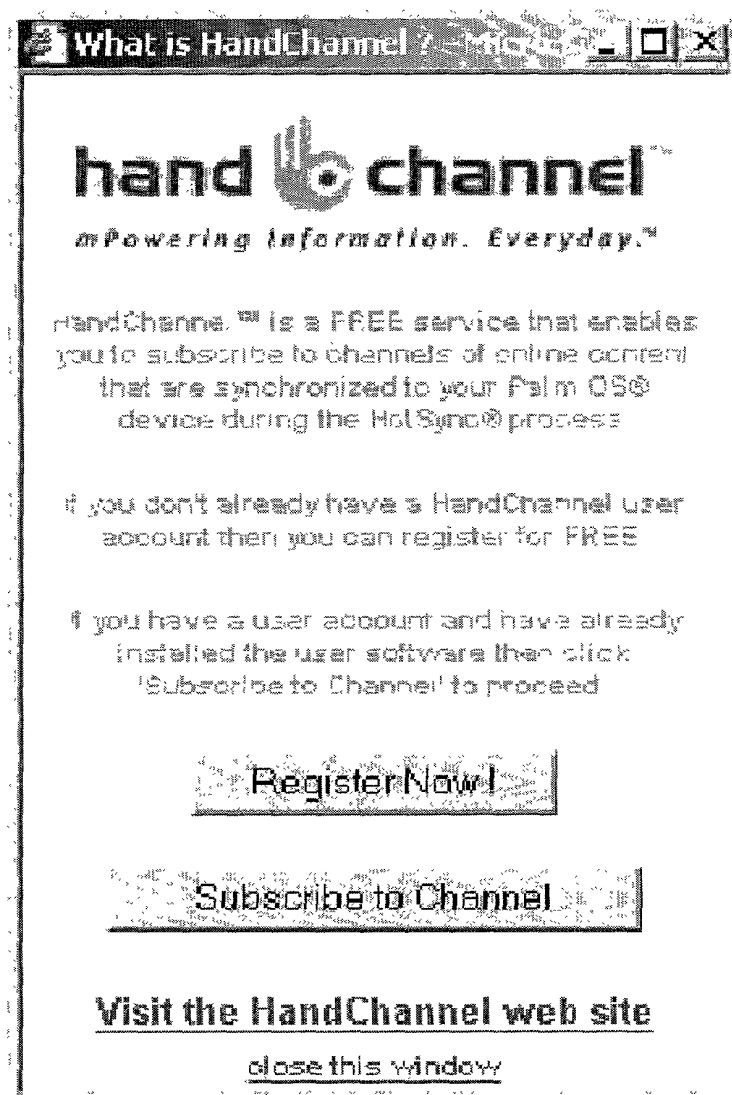 What is HandChannel ? - Micr
hand channel™
mPowering Information. Everyday.™
HandChannel™ is a FREE service that enables
you to subscribe to channels of online content
that are synchronized to your Palm OS®
device during the HotSync® process
If you don't already have a HandChannel user
account then you can register for FREE
If you have a user account and have already
installed the user software then click
'Subscribe to Channel' to proceed
Register Now !
Subscribe to Channel
Visit the HandChannel web site
close this window